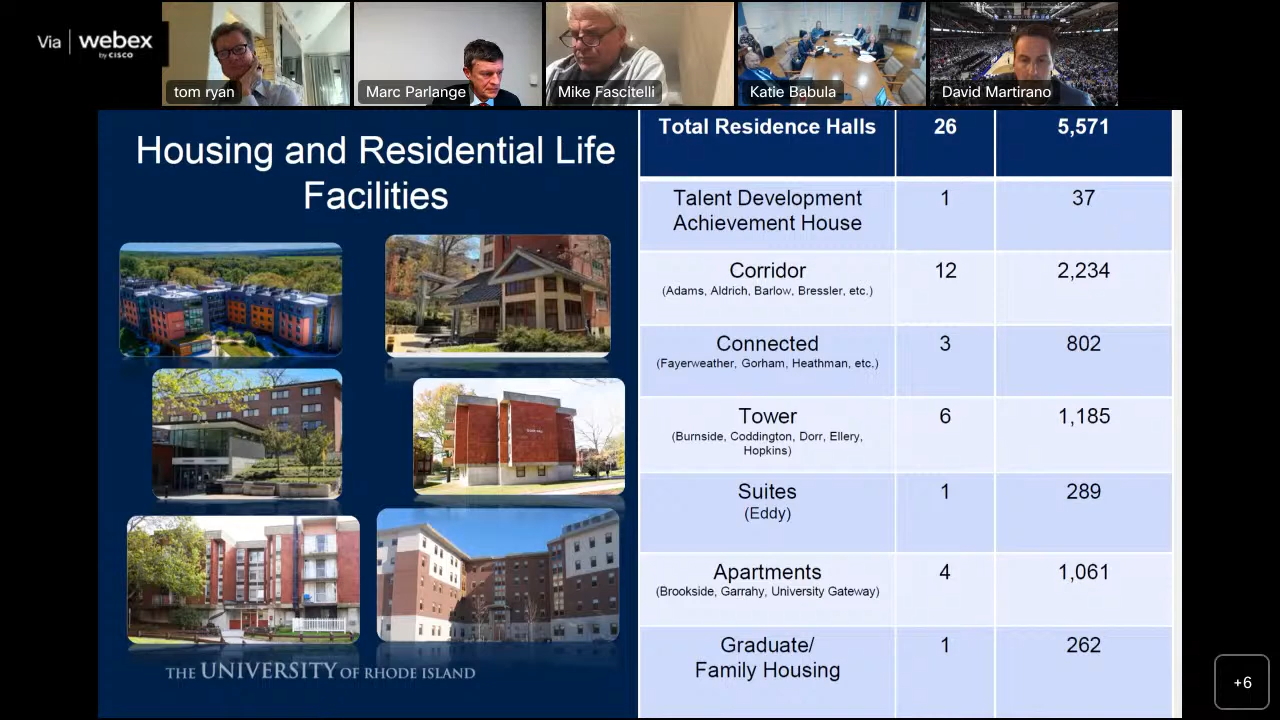 Via webex
by CISCO
tom ryan
Marc Parlange
Mike Fascitelli
Katie Babula
David Martirano
Housing and Residential Life
Facilities
THE UNIVERSITY OF RHODE ISLAND
Total Residence Halls 26 5,571
Talent Development 1 37
Achievement House
Corridor 12 2,234
(Adams, Aldrich, Barlow, Bressler, etc.)
Connected 3 802
(Fayerweather, Gorham, Heathman, etc.)
Tower 6 1,185
(Burnside, Coddington, Dorr, Ellery,
Hopkins)
Suites 1 289
(Eddy)
Apartments 4 1,061
(Brookside, Garrahy, University Gateway)
Graduate/ 1 262
Family Housing
+6